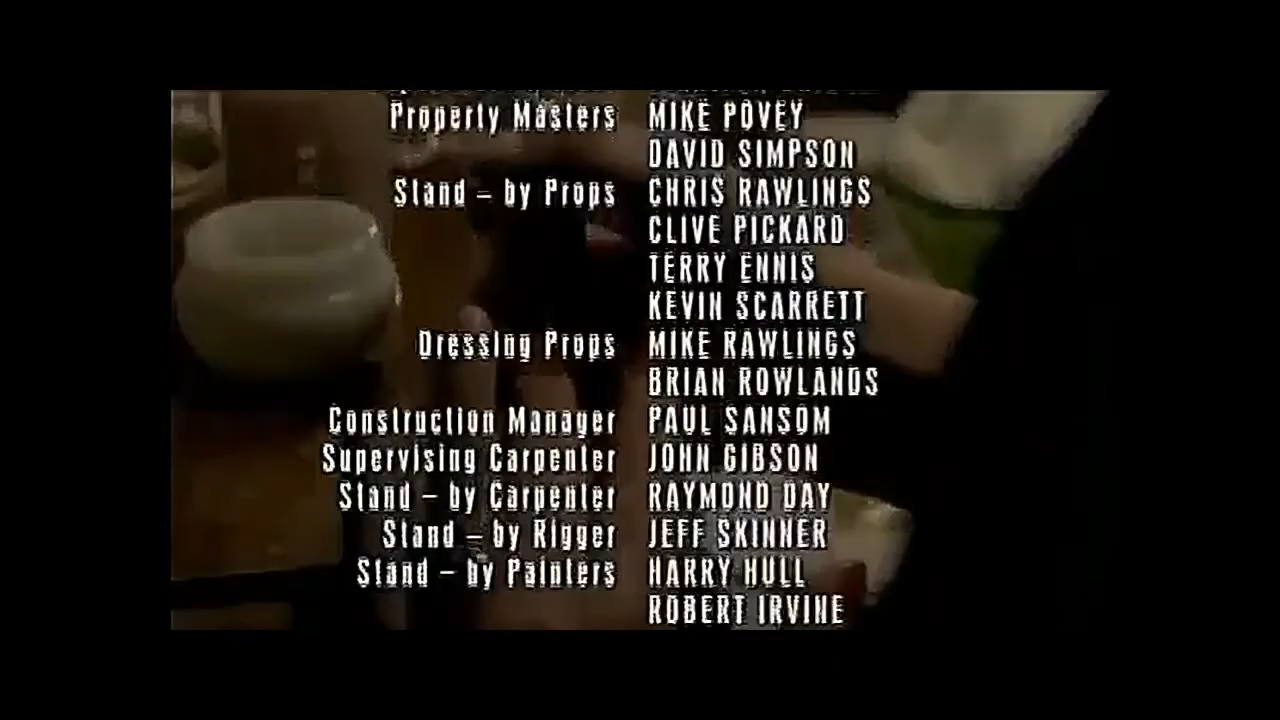 Property Masters MIKE POVEY
DAVID SIMPSON
Stand – by Props CHRIS RAWLINGS
CLIVE PICKARD
TERRY ENNIS
KEVIN SCARRETT
Dressing Props MIKE RAWLINGS
BRIAN ROWLANDS
Construction Manager PAUL SANSOM
Supervising Carpenter JOHN GIBSON
Stand – by Carpenter RAYMOND DAY
Stand – by Rigger JEFF SKINNER
Stand – by Painters HARRY HULL
ROBERT IRVINE